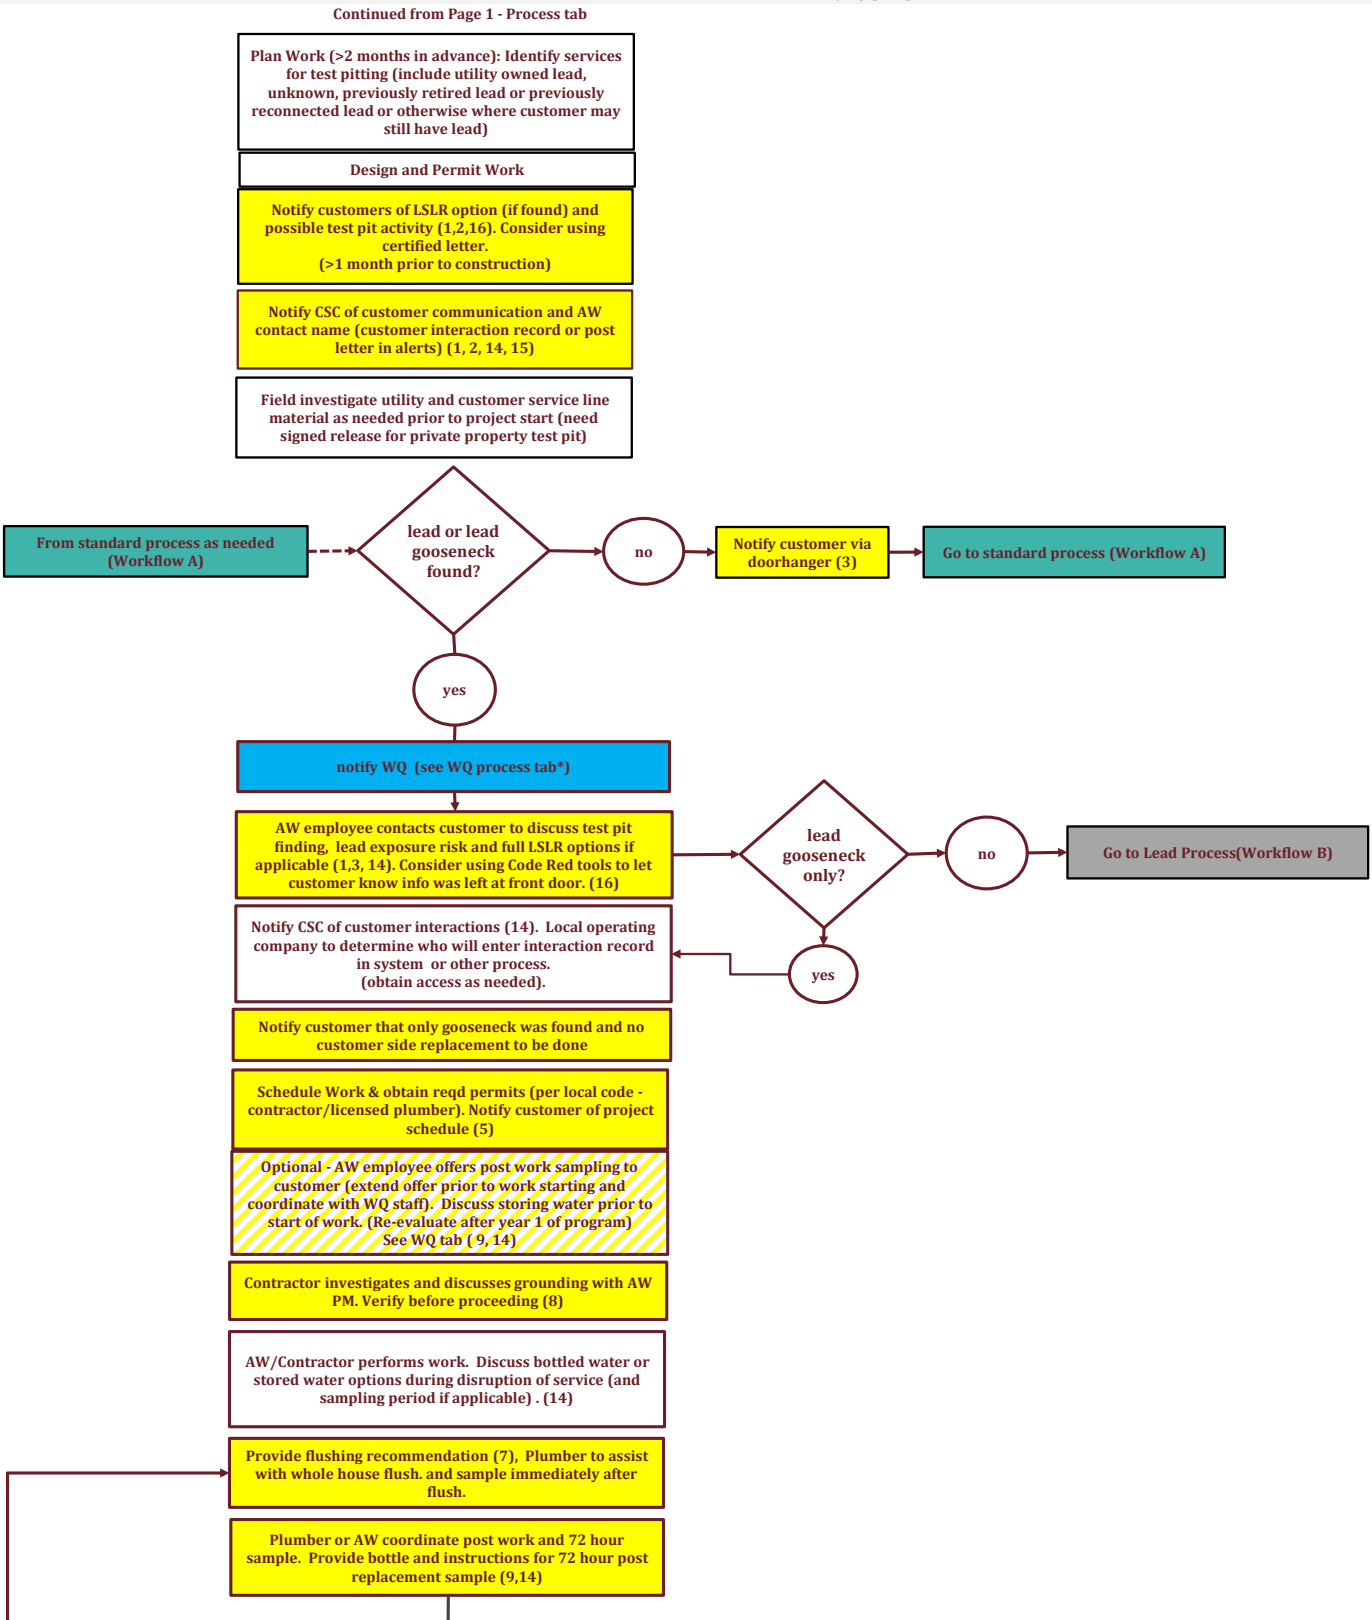 Continued from Page 1 - Process tab
Plan Work (>2 months in advance): Identify services
for test pitting (include utility owned lead,
unknown, previously retired lead or previously
reconnected lead or otherwise where customer may
still have lead)
Design and Permit Work
Notify customers of LSLR option (if found) and
possible test pit activity (1,2,16). Consider using
certified letter.
(>1 month prior to construction)
Notify CSC of customer communication and AW
contact name (customer interaction record or post
letter in alerts) (1, 2, 14, 15)
Field investigate utility and customer service line
material as needed prior to project start (need
signed release for private property test pit)
From standard process as needed
(Workflow A)
lead or lead
gooseneck
found?
no
Notify customer via
doorhanger (3)
Go to standard process (Workflow A)
yes
notify WQ  (see WQ process tab*)
AW employee contacts customer to discuss test pit
finding,  lead exposure risk and full LSLR options if
applicable (1,3, 14). Consider using Code Red tools to let
customer know info was left at front door. (16)
lead
gooseneck
only?
no
Go to Lead Process(Workflow B)
yes
Notify CSC of customer interactions (14).  Local operating
company to determine who will enter interaction record
in system  or other process.
(obtain access as needed).
Notify customer that only gooseneck was found and no
customer side replacement to be done
Schedule Work & obtain reqd permits (per local code -
contractor/licensed plumber). Notify customer of project
schedule (5)
Optional - AW employee offers post work sampling to
customer (extend offer prior to work starting and
coordinate with WQ staff).  Discuss storing water prior to
start of work. (Re-evaluate after year 1 of program)
See WQ tab ( 9, 14)
Contractor investigates and discusses grounding with AW
PM. Verify before proceeding (8)
AW/Contractor performs work.  Discuss bottled water or
stored water options during disruption of service (and
sampling period if applicable) . (14)
Provide flushing recommendation (7),  Plumber to assist
with whole house flush. and sample immediately after
flush.
Plumber or AW coordinate post work and 72 hour
sample.  Provide bottle and instructions for 72 hour post
replacement sample (9,14)